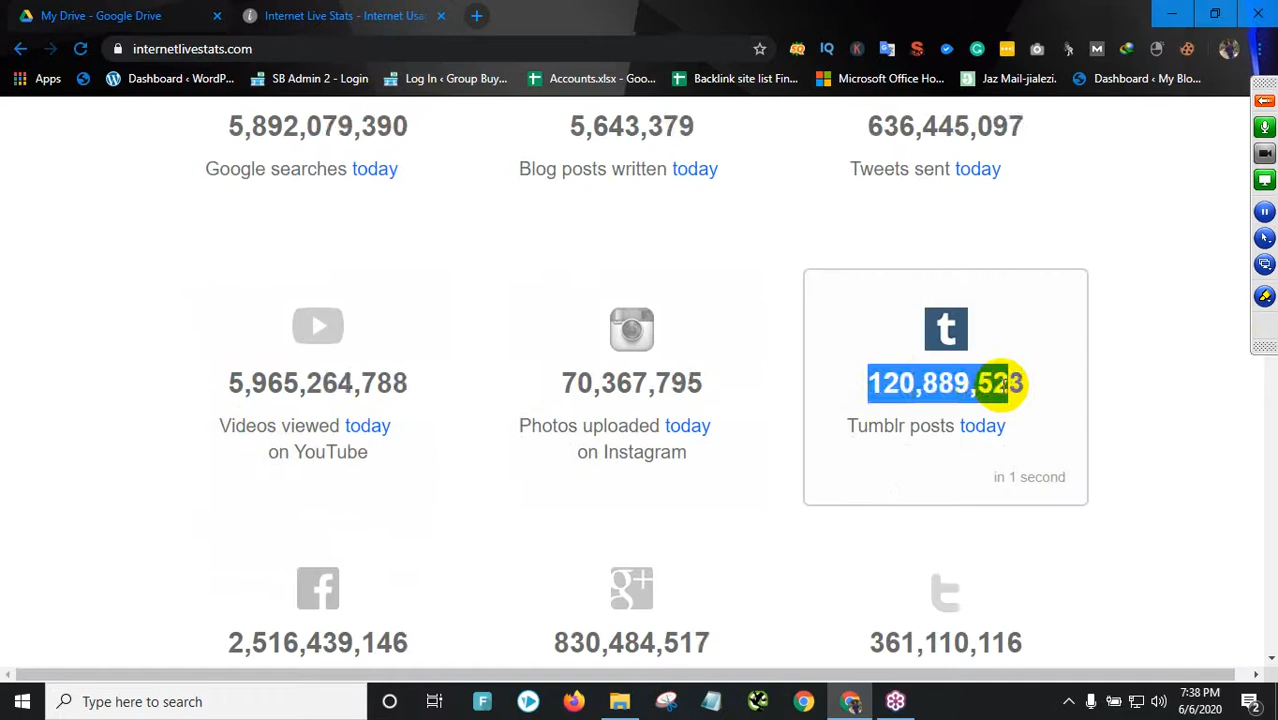 My Drive - Google Drive
Internet Live Stats - Internet Usa
internetlivestats.com
Apps
Dashboard ‹ WordP...
SB Admin 2 - Login
Log In ‹ Group Buy...
Accounts.xlsx - Goo...
Backlink site list Fin...
Microsoft Office Ho...
Jaz Mail-jialezi.
Dashboard ‹ My Blo...
5,892,079,390
5,643,379
636,445,097
Google searches today
Blog posts written today
Tweets sent today
5,965,264,788
70,367,795
120,889,523
Videos viewed today
on YouTube
Photos uploaded today
on Instagram
Tumblr posts today
in 1 second
2,516,439,146
830,484,517
361,110,116
Type here to search
7:38 PM
6/6/2020
2